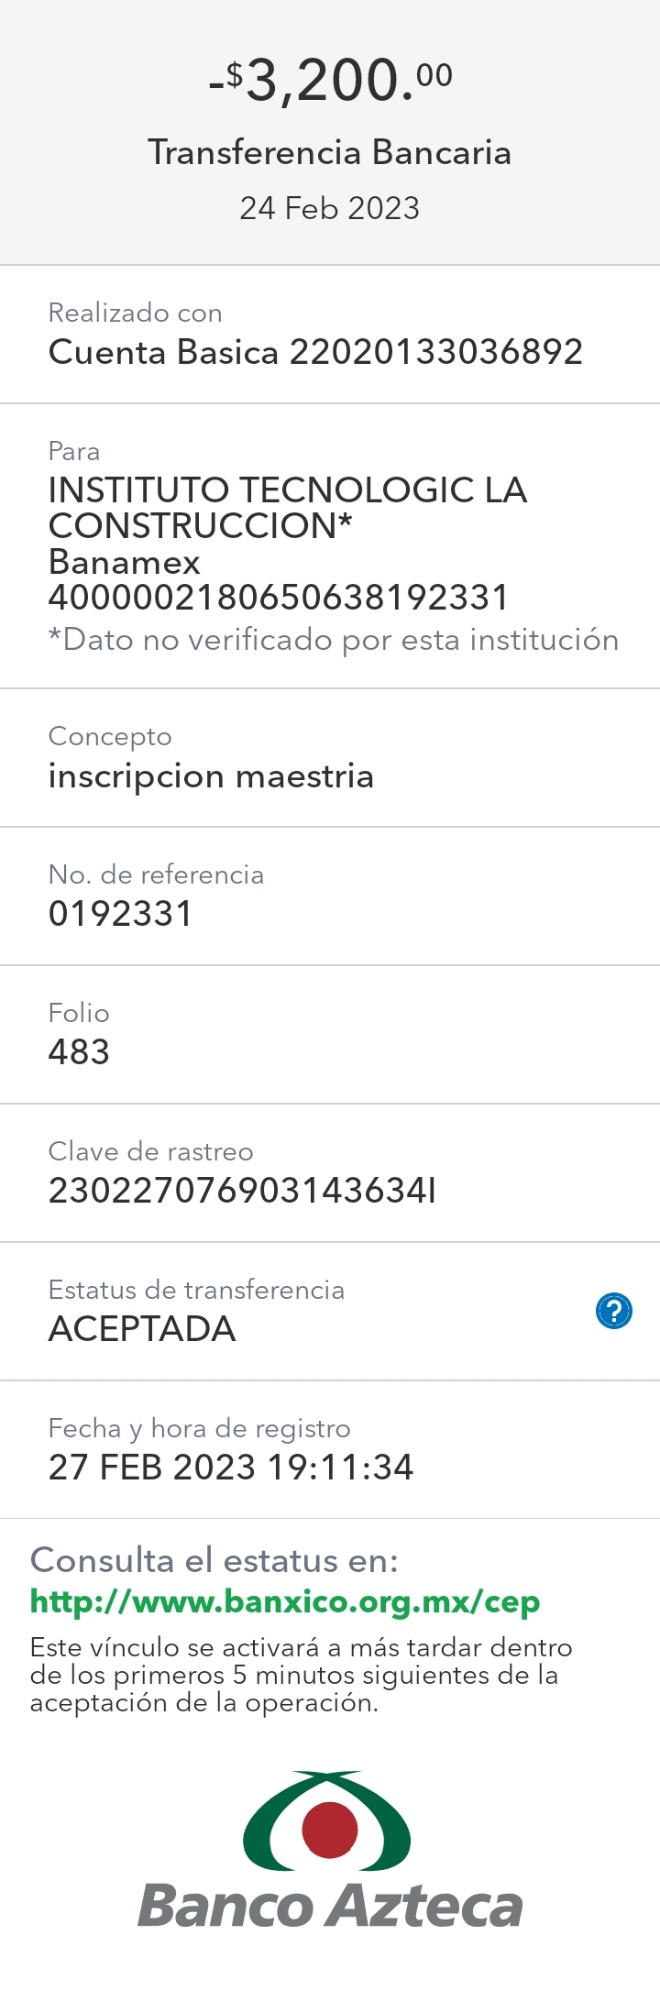 -$3,200.00
Transferencia Bancaria
24 Feb 2023
Realizado con
Cuenta Basica 22020133036892
Para
INSTITUTO TECNOLOGIC LA
CONSTRUCCION*
Banamex
4000002180650638192331
*Dato no verificado por esta institución
Concepto
inscripcion maestria
No. de referencia
0192331
Folio
483
Clave de rastreo
230227076903143634I
Estatus de transferencia
ACEPTADA
?
Fecha y hora de registro
27 FEB 2023 19:11:34
Consulta el estatus en:
http://www.banxico.org.mx/cep
Este vínculo se activará a más tardar dentro
de los primeros 5 minutos siguientes de la
aceptación de la operación.
Banco Azteca